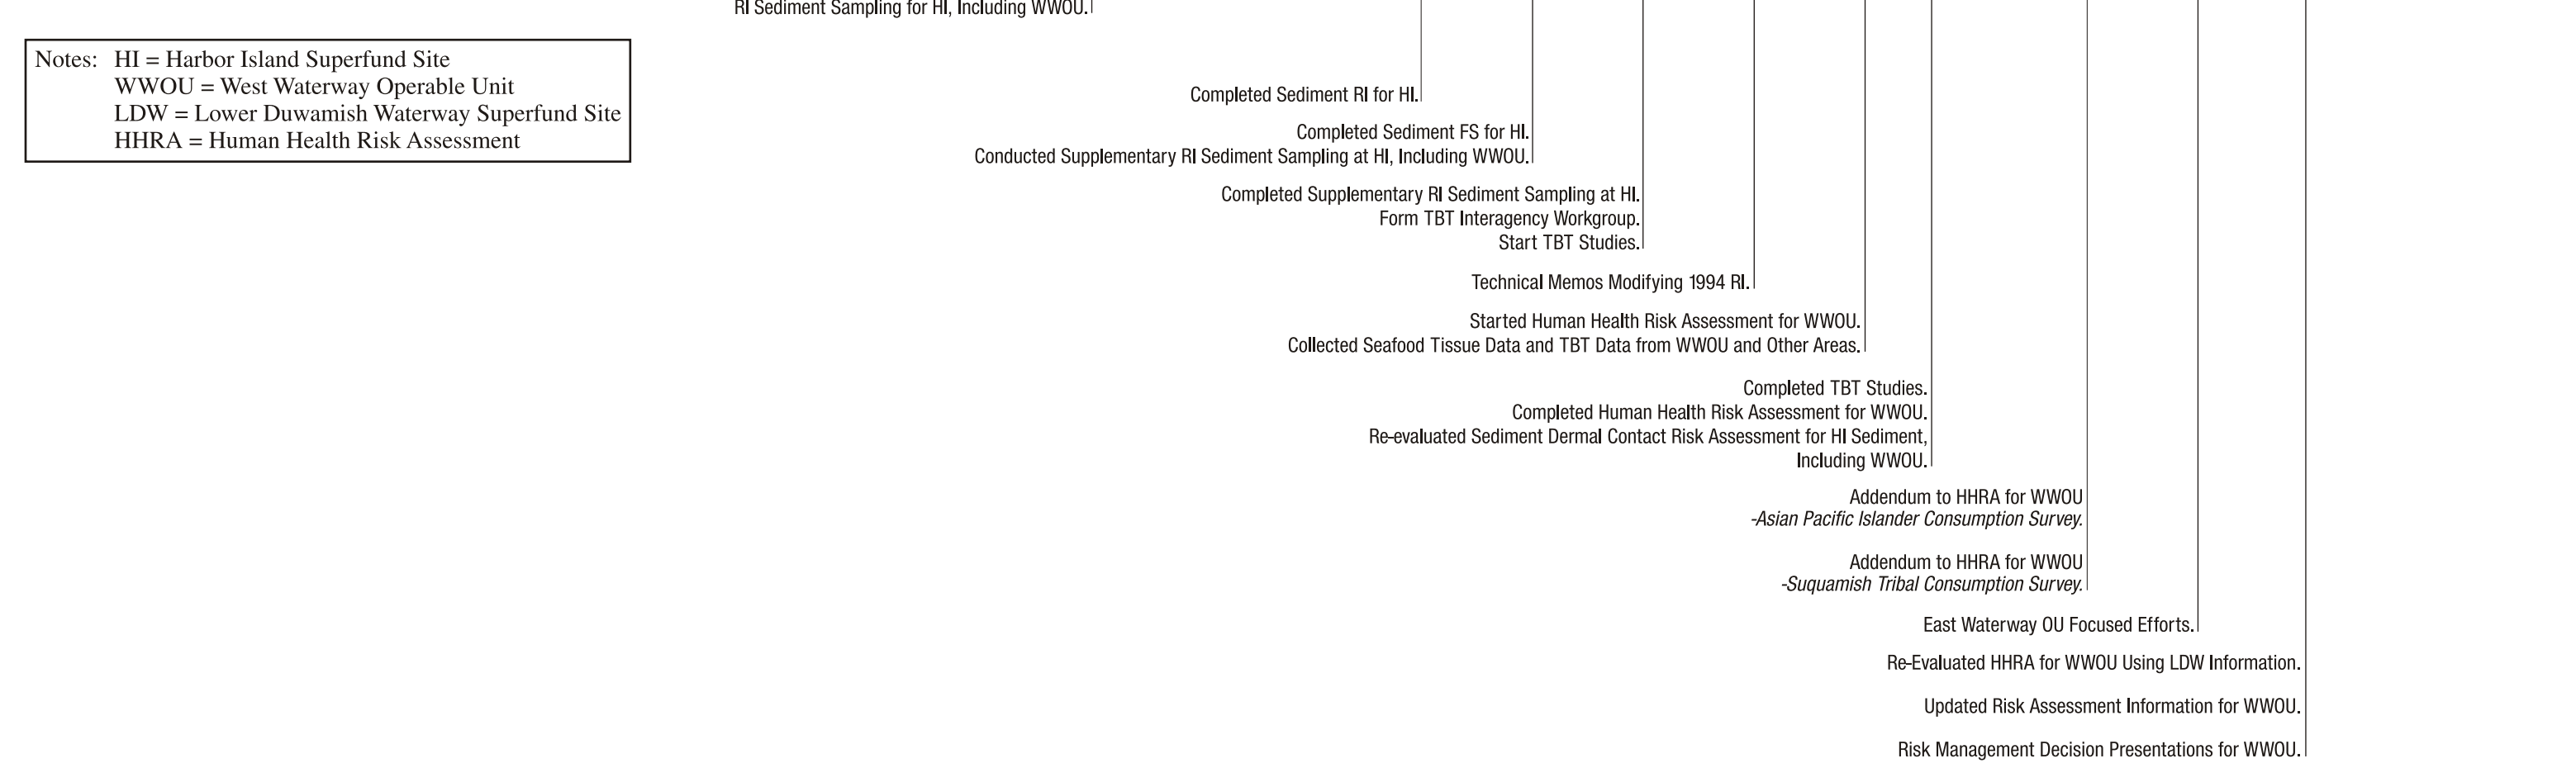 RI Sediment Sampling for HI, Including WWOU.
Notes: HI = Harbor Island Superfund Site
WWOU = West Waterway Operable Unit
LDW = Lower Duwamish Waterway Superfund Site
HHRA = Human Health Risk Assessment
Completed Sediment RI for HI.
Completed Sediment FS for HI.
Conducted Supplementary RI Sediment Sampling at HI, Including WWOU.
Completed Supplementary RI Sediment Sampling at HI.
Form TBT Interagency Workgroup.
Start TBT Studies.
Technical Memos Modifying 1994 RI.
Started Human Health Risk Assessment for WWOU.
Collected Seafood Tissue Data and TBT Data from WWOU and Other Areas.
Completed TBT Studies.
Completed Human Health Risk Assessment for WWOU.
Re-evaluated Sediment Dermal Contact Risk Assessment for HI Sediment,
Including WWOU.
Addendum to HHRA for WWOU
-Asian Pacific Islander Consumption Survey.
Addendum to HHRA for WWOU
-Suquamish Tribal Consumption Survey.
East Waterway OU Focused Efforts.
Re-Evaluated HHRA for WWOU Using LDW Information.
Updated Risk Assessment Information for WWOU.
Risk Management Decision Presentations for WWOU.